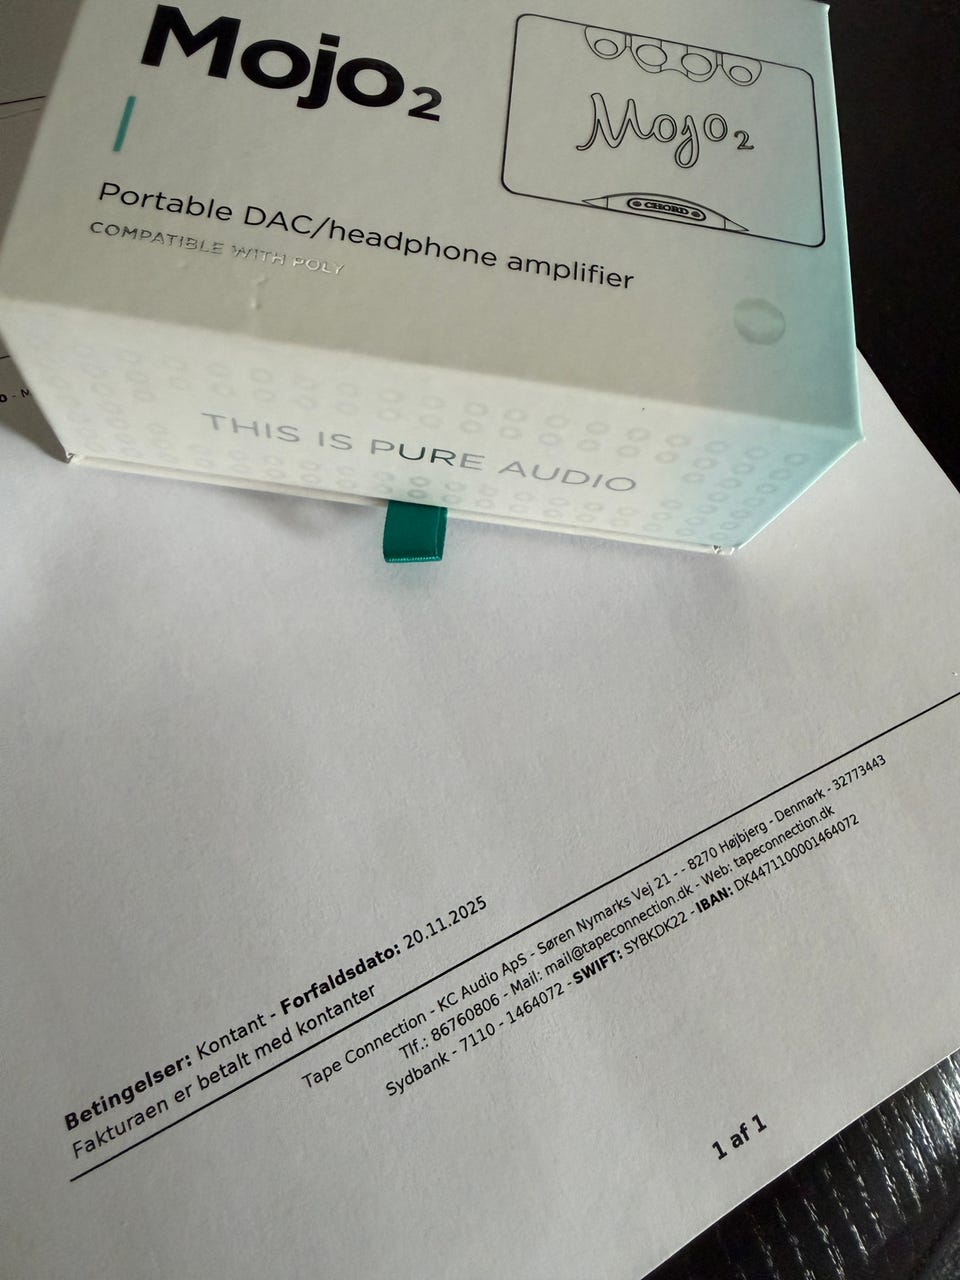 Mojo2
Mojo2
CHORD
Portable DAC/headphone amplifier
COMPATIBLE WITH POLY
THIS IS PURE AUDIO
Betingelser: Kontant - Forfaldsdato: 20.11.2025
Fakturaen er betalt med kontanter
Tape Connection - KC Audio ApS - Søren Nymarks Vej 21 - - 8270 Højbjerg - Denmark - 32773443
Tlf.: 86760806 - Mail: mail@tapeconnection.dk - Web: tapeconnection.dk
Sydbank - 7110 - 1464072 - SWIFT: SYBKDK22 - IBAN: DK4471100001464072
1 af 1